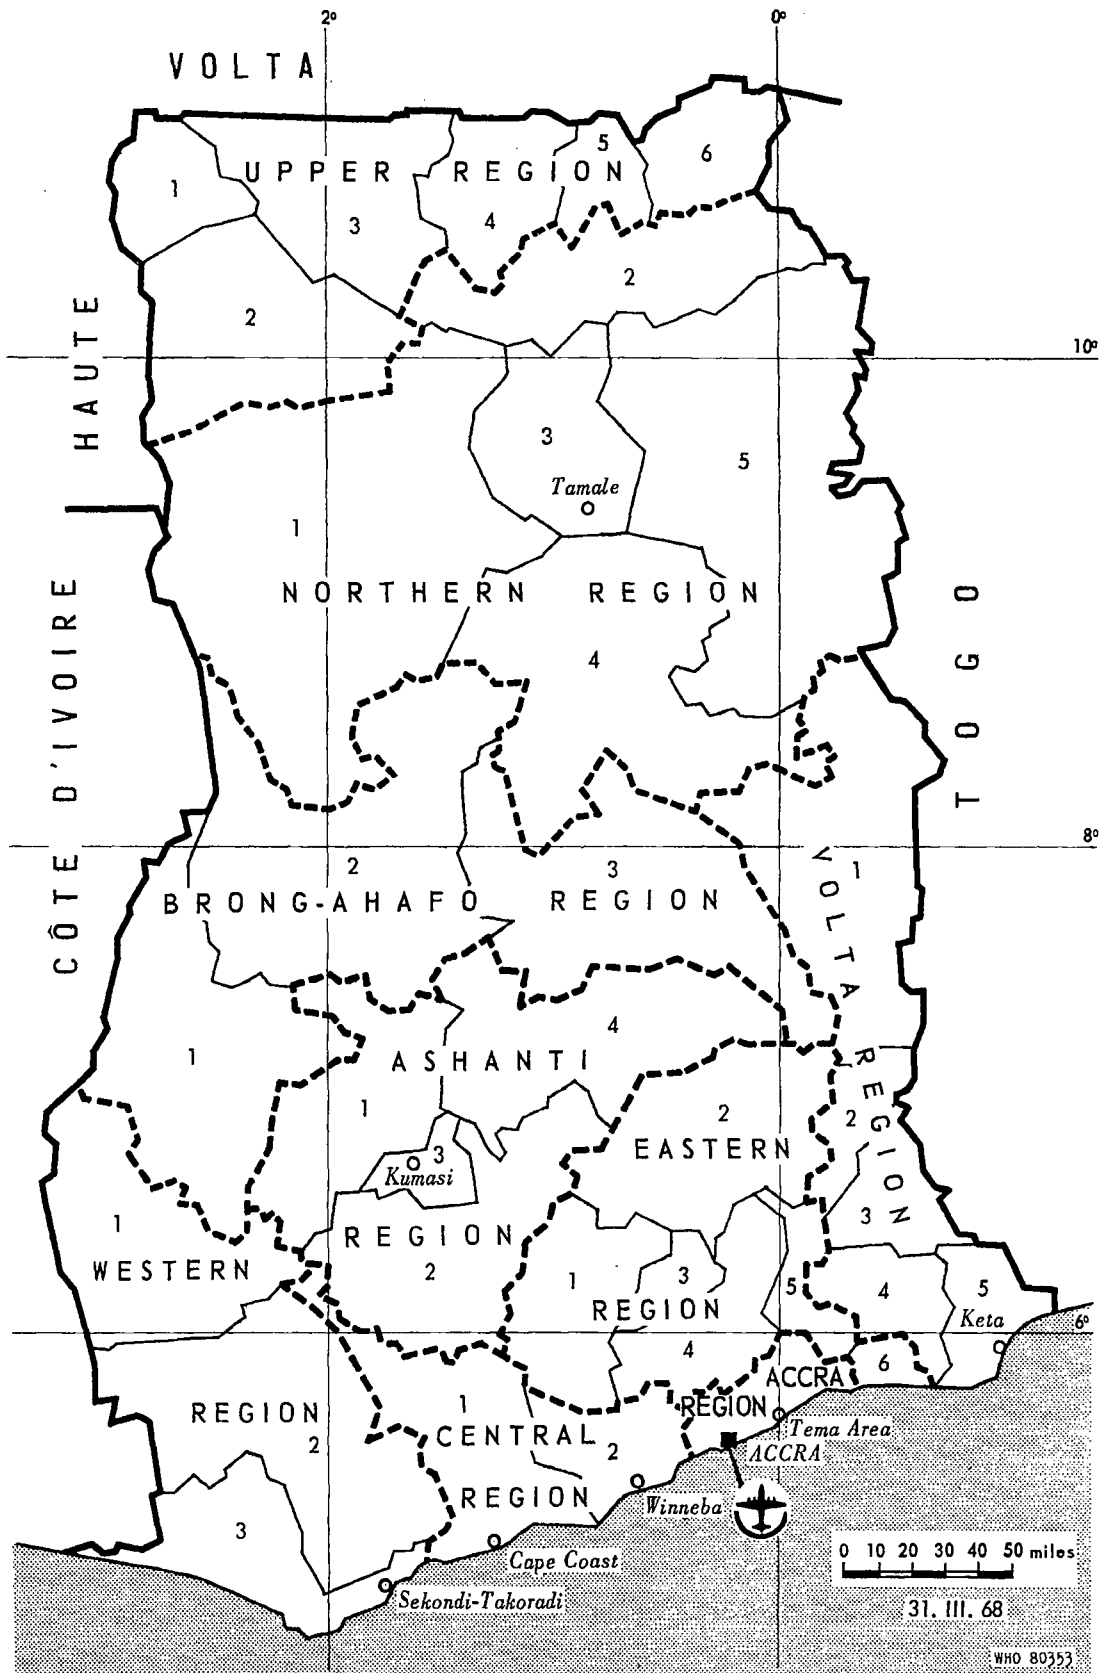 2° 0°
VOLTA
1 UPPER REGION 5 6
3 4
2 2
HAUTE
10°
3 5
Tamale
1
NORTHERN REGION
CÔTE D'IVOIRE
TOGO
4
8°
2 3 1
BRONG-AHAFO REGION
VOLTA REGION
4
1 ASHANTI
1 2 2
EASTERN
3
Kumasi
1 REGION 3
WESTERN 2 1 3 5 4 5
REGION
Keta 6°
4 6
ACCRA
REGION 1 REGION
Tema Area
2 CENTRAL 2 ACCRA
REGION Winneba
3
Cape Coast
Sekondi-Takoradi
0 10 20 30 40 50 miles
31. III. 68
WHO 80353